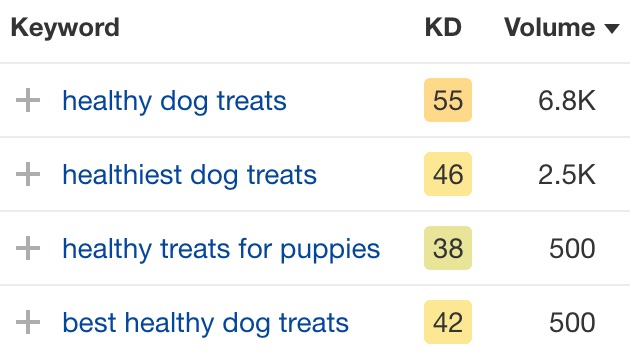 Keyword KD Volume
healthy dog treats 55 6.8K
healthiest dog treats 46 2.5K
healthy treats for puppies 38 500
best healthy dog treats 42 500